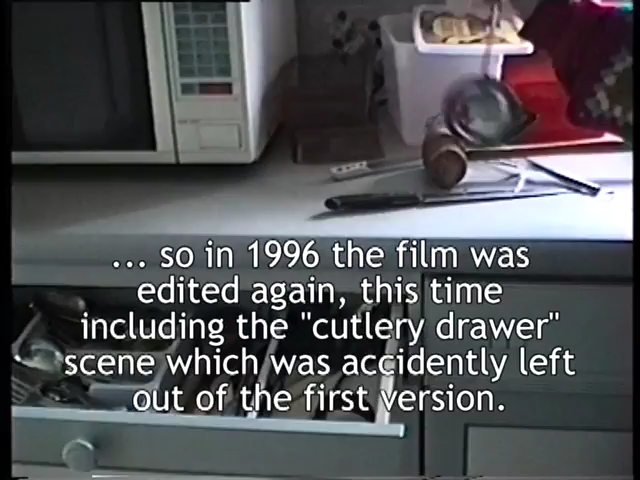 ... so in 1996 the film was
edited again, this time
including the "cutlery drawer"
scene which was accidently left
out of the first version.